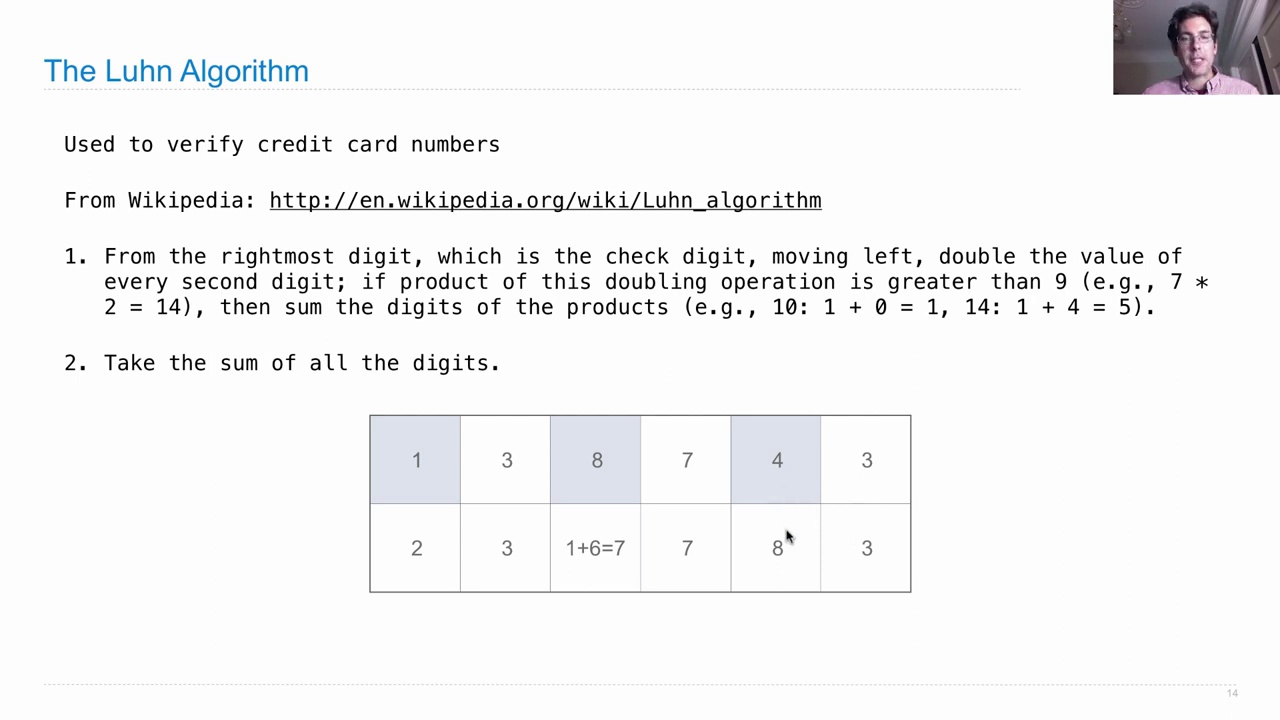 The Luhn Algorithm
Used to verify credit card numbers
From Wikipedia: http://en.wikipedia.org/wiki/Luhn_algorithm
1. From the rightmost digit, which is the check digit, moving left, double the value of
every second digit; if product of this doubling operation is greater than 9 (e.g., 7 *
2 = 14), then sum the digits of the products (e.g., 10: 1 + 0 = 1, 14: 1 + 4 = 5).
2. Take the sum of all the digits.
1 3 8 7 4 3
2 3 1+6=7 7 8 3
14